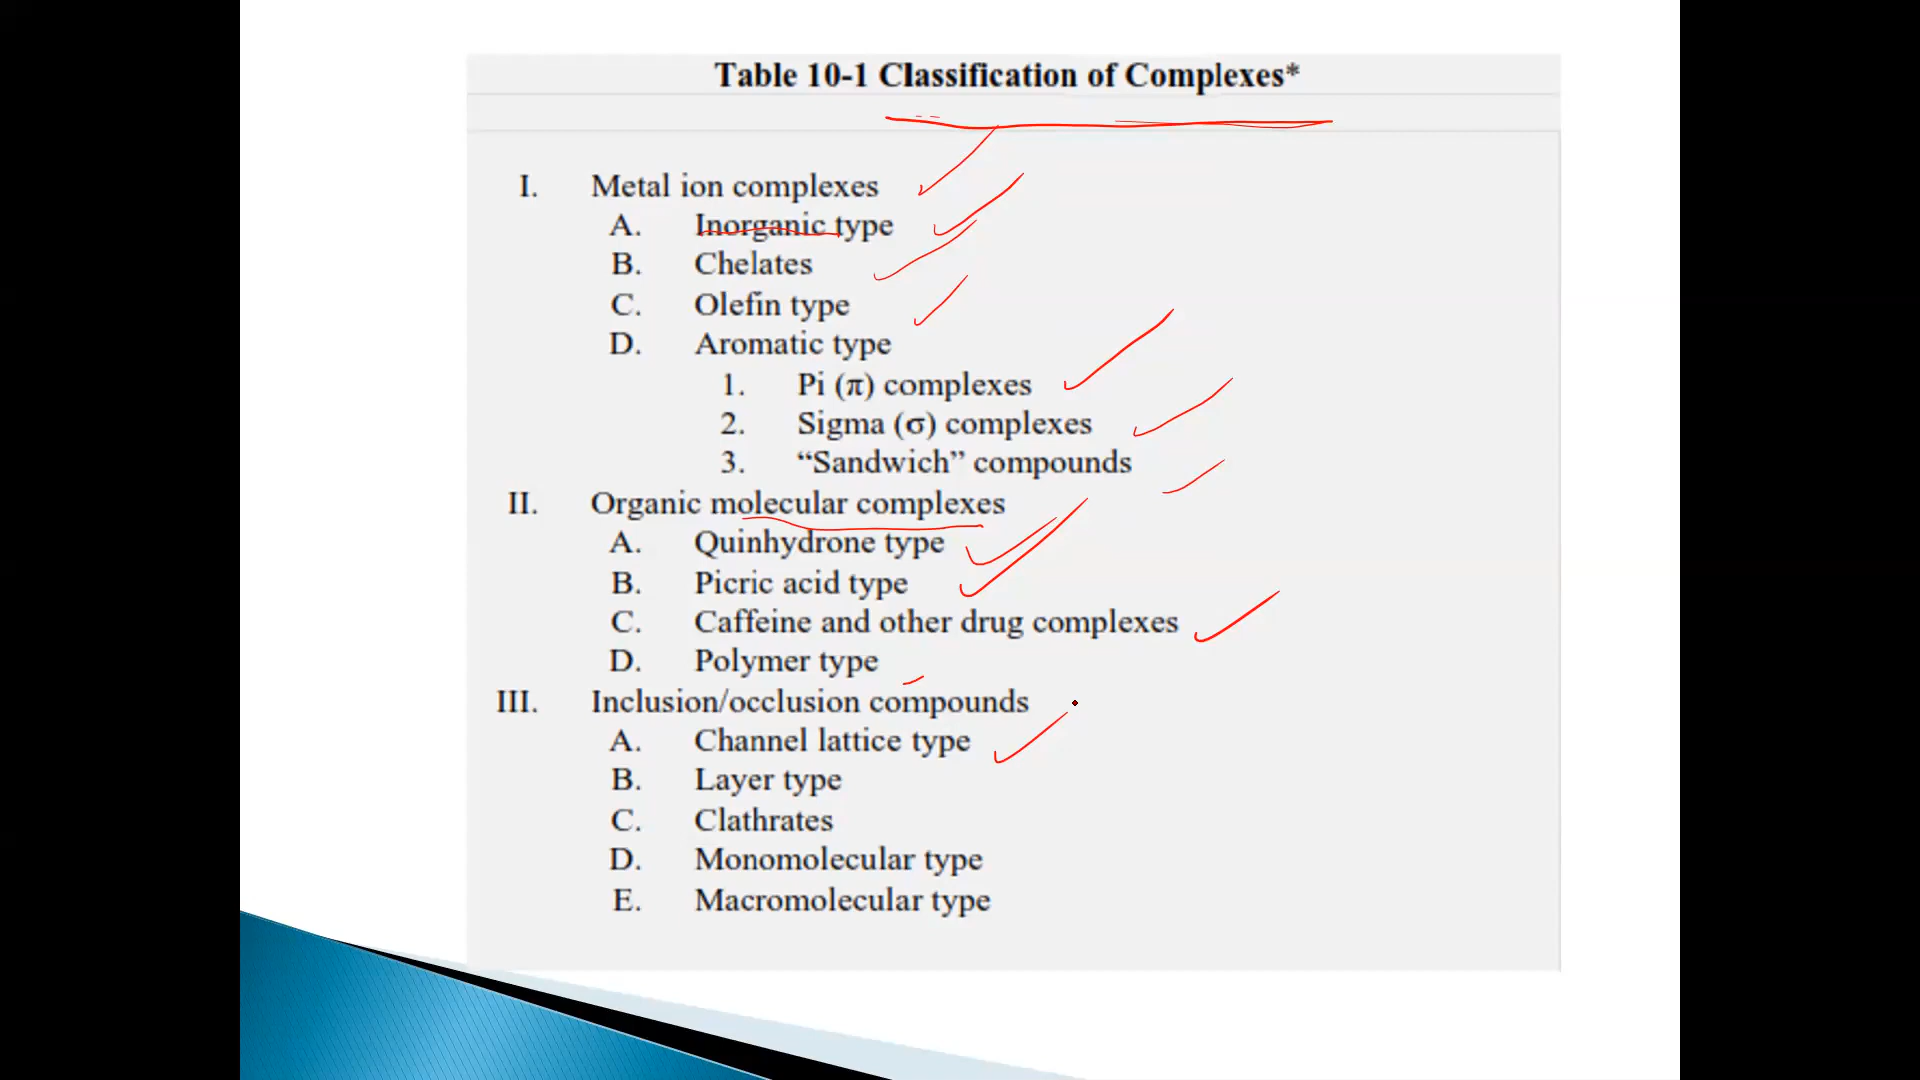 Table 10-1 Classification of Complexes*
I. Metal ion complexes
A. Inorganic type
B. Chelates
C. Olefin type
D. Aromatic type
1. Pi (π) complexes
2. Sigma (σ) complexes
3. “Sandwich” compounds
II. Organic molecular complexes
A. Quinhydrone type
B. Picric acid type
C. Caffeine and other drug complexes
D. Polymer type
III. Inclusion/occlusion compounds
A. Channel lattice type
B. Layer type
C. Clathrates
D. Monomolecular type
E. Macromolecular type